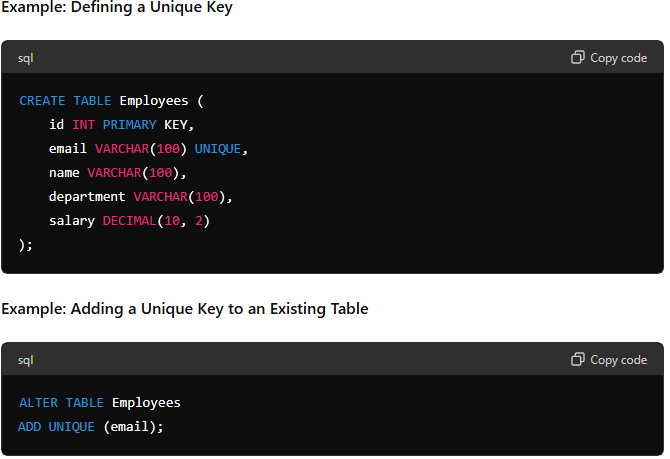 Example: Defining a Unique Key
sql
Copy code
CREATE TABLE Employees (
    id INT PRIMARY KEY,
    email VARCHAR(100) UNIQUE,
    name VARCHAR(100),
    department VARCHAR(100),
    salary DECIMAL(10, 2)
);
Example: Adding a Unique Key to an Existing Table
sql
Copy code
ALTER TABLE Employees
ADD UNIQUE (email);